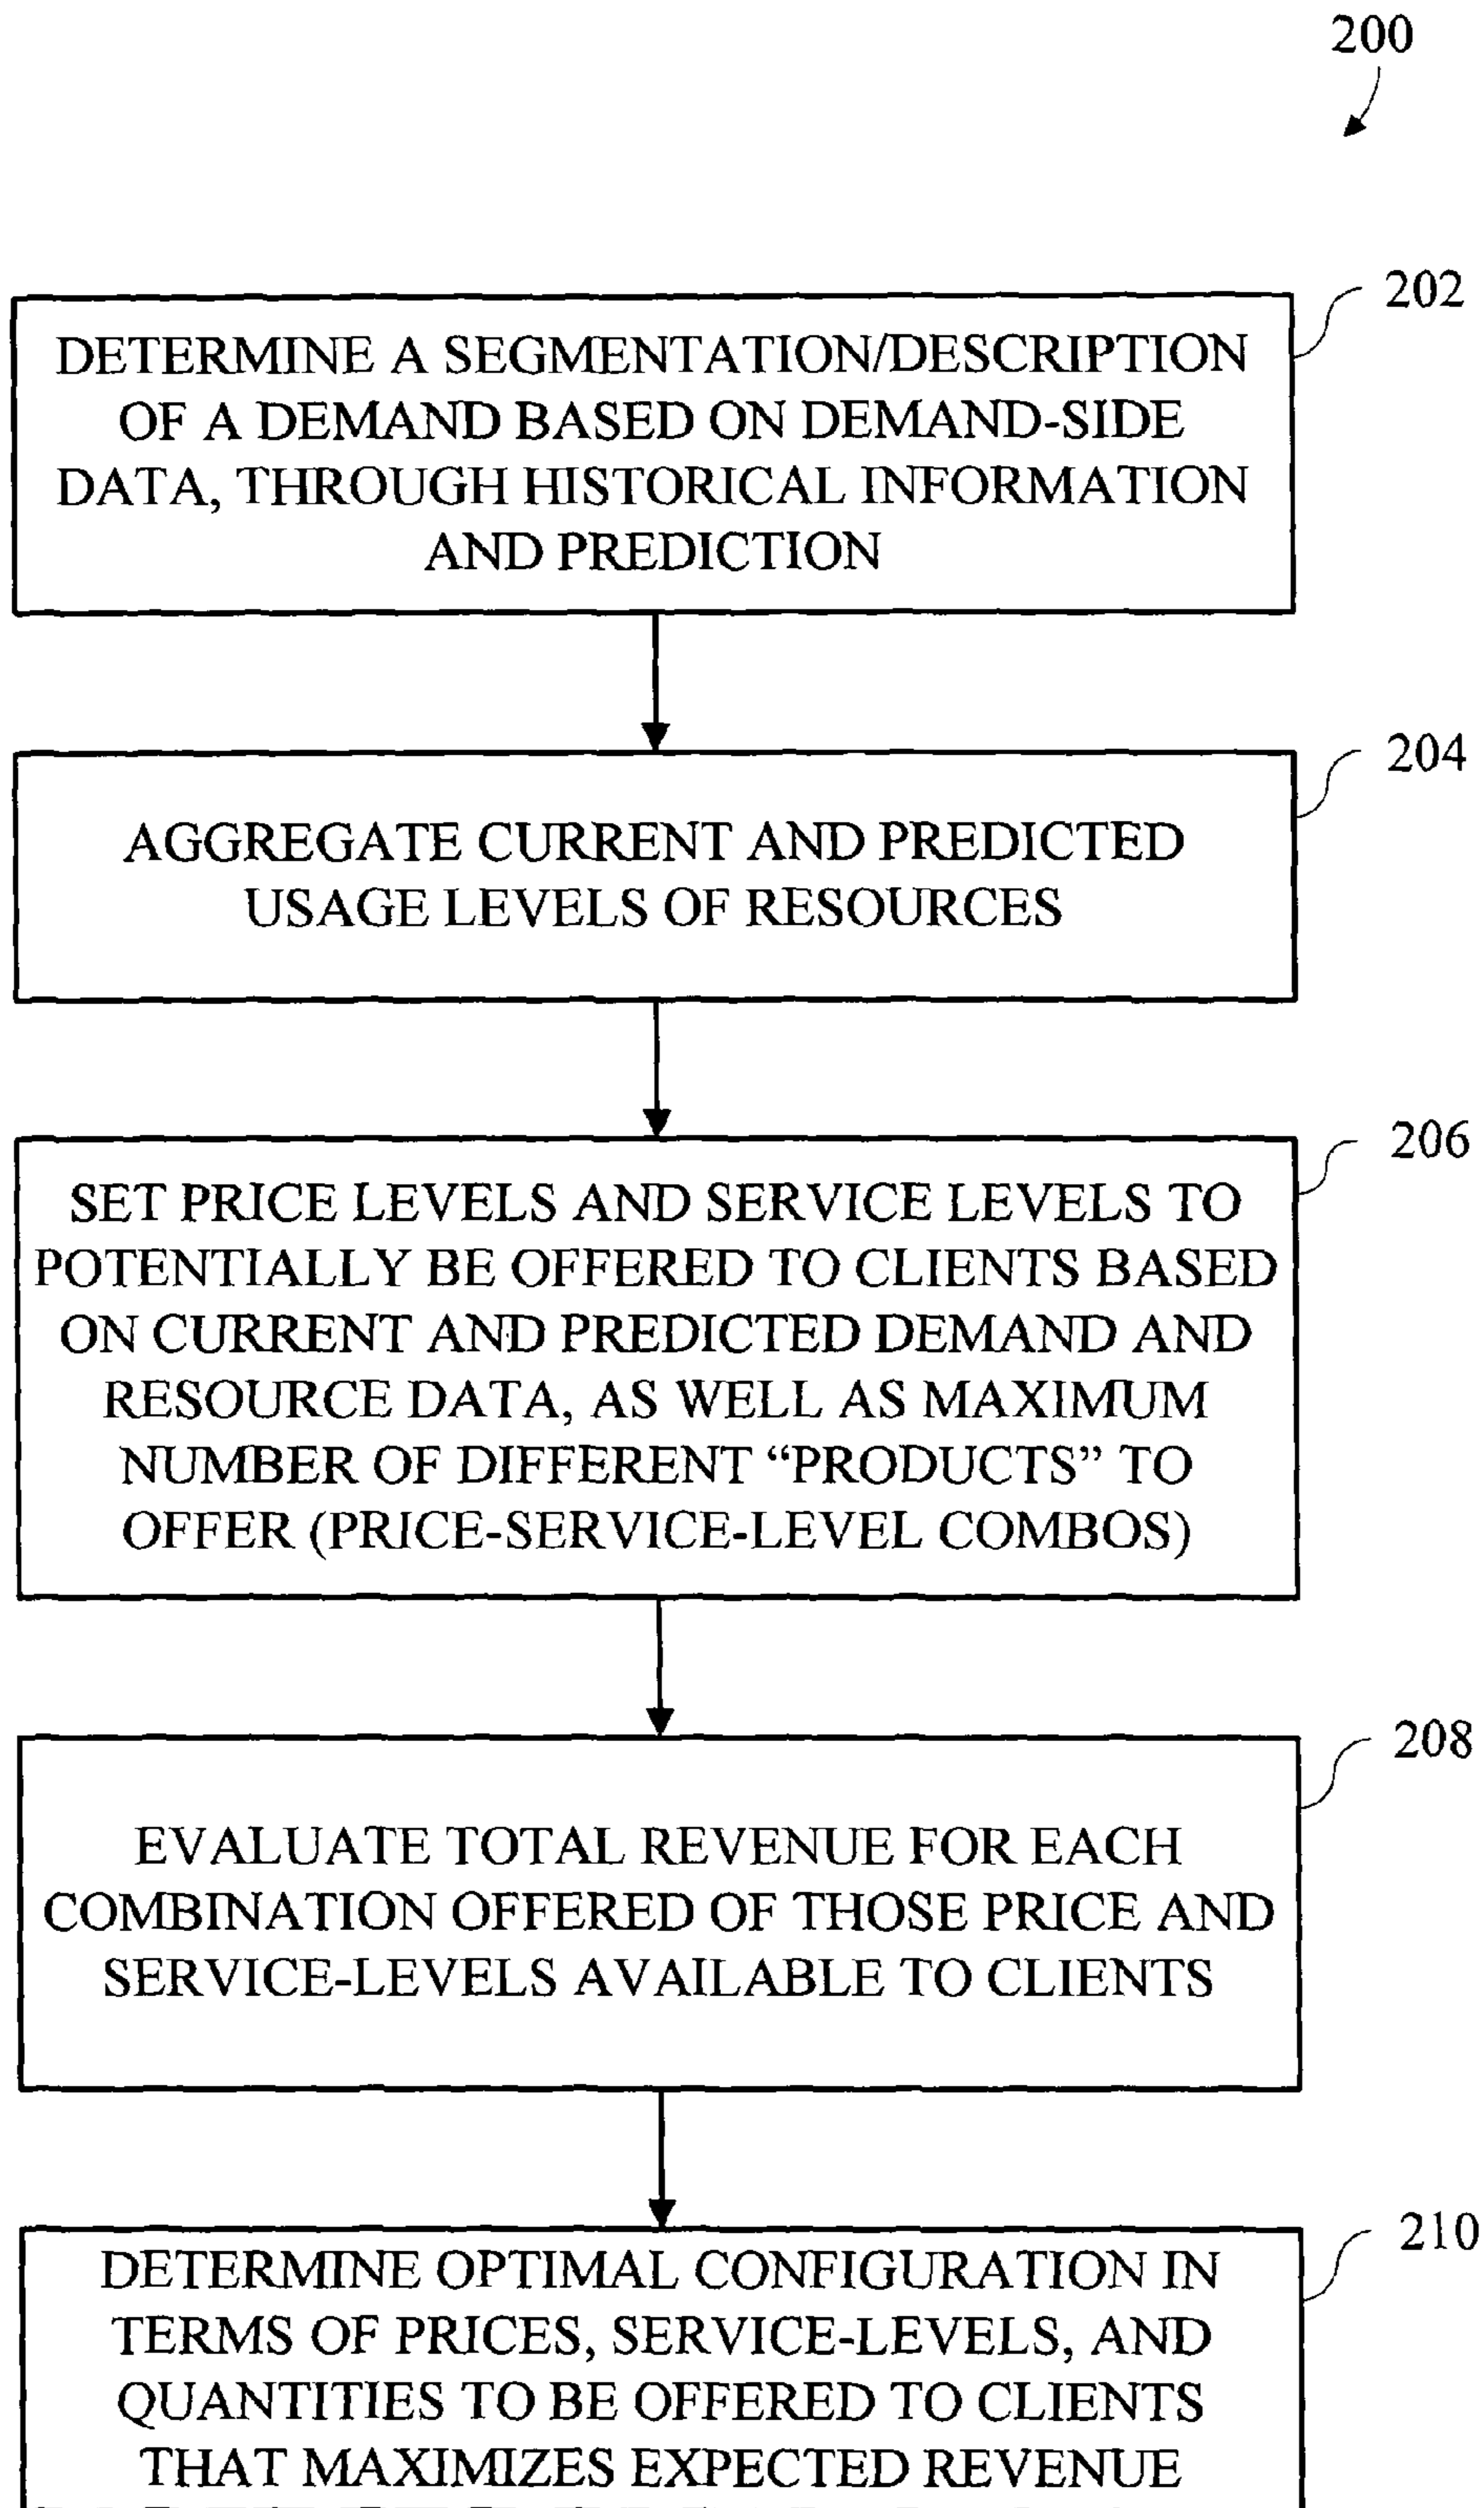 200
202
DETERMINE A SEGMENTATION/DESCRIPTION
OF A DEMAND BASED ON DEMAND-SIDE
DATA, THROUGH HISTORICAL INFORMATION
AND PREDICTION
204
AGGREGATE CURRENT AND PREDICTED
USAGE LEVELS OF RESOURCES
206
SET PRICE LEVELS AND SERVICE LEVELS TO
POTENTIALLY BE OFFERED TO CLIENTS BASED
ON CURRENT AND PREDICTED DEMAND AND
RESOURCE DATA, AS WELL AS MAXIMUM
NUMBER OF DIFFERENT “PRODUCTS” TO
OFFER (PRICE-SERVICE-LEVEL COMBOS)
208
EVALUATE TOTAL REVENUE FOR EACH
COMBINATION OFFERED OF THOSE PRICE AND
SERVICE-LEVELS AVAILABLE TO CLIENTS
210
DETERMINE OPTIMAL CONFIGURATION IN
TERMS OF PRICES, SERVICE-LEVELS, AND
QUANTITIES TO BE OFFERED TO CLIENTS
THAT MAXIMIZES EXPECTED REVENUE